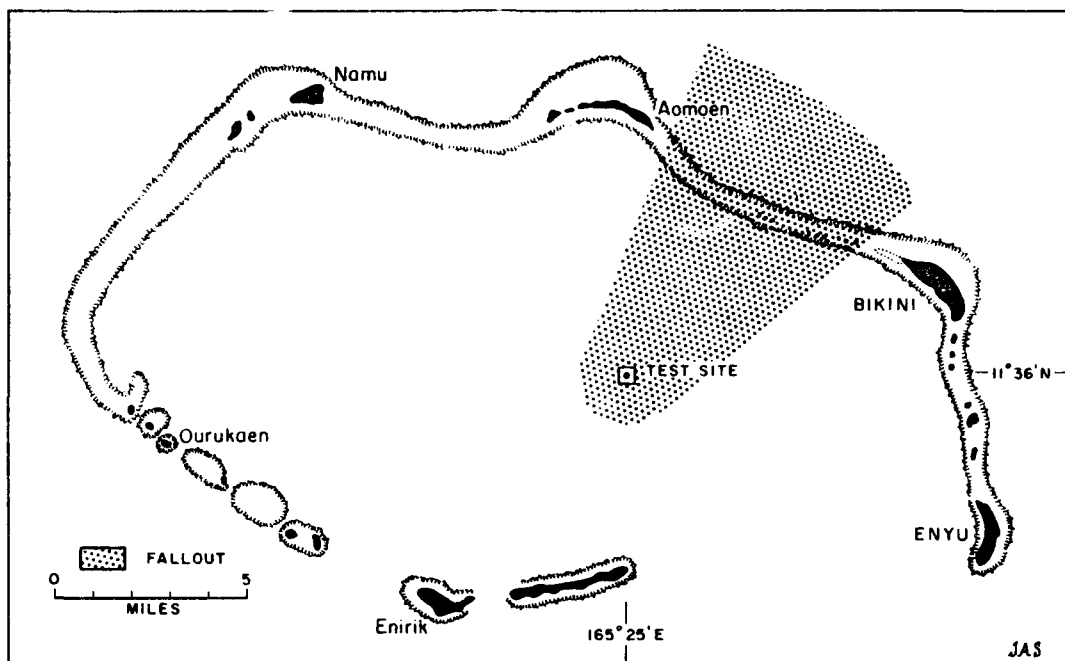 Namu
Aomoen
BIKINI
TEST SITE
11°36'N
Ourukaen
ENYU
FALLOUT
0 5
MILES
Enirik
165°25'E
JAS